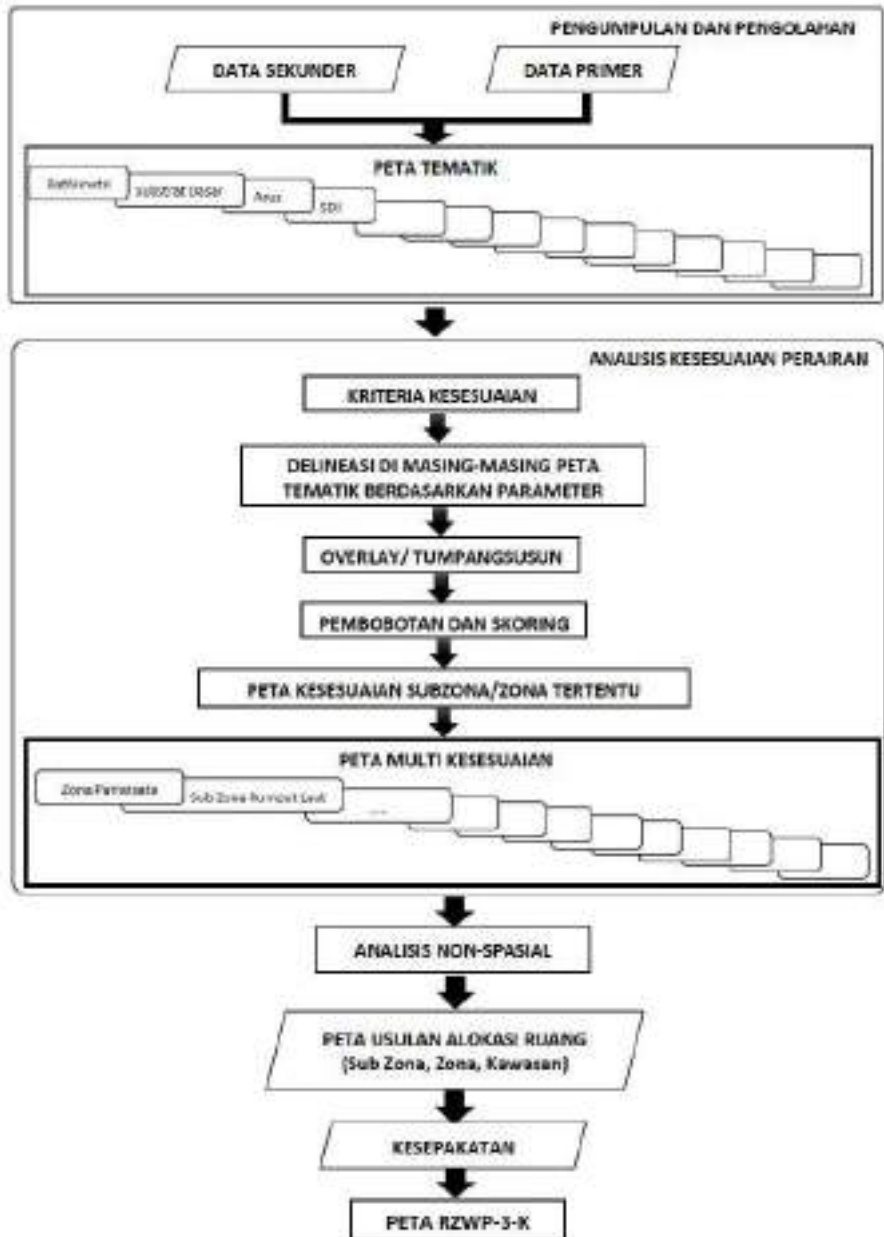 PENGUMPULAN DAN PENGOLAHAN
DATA SEKUNDER
DATA PRIMER
PETA TEMATIK
Substrat Dasar
Arus
SDI
ANALISIS KESESUAIAN PERAIRAN
KRITERIA KESESUAIAN
DELINEASI DI MASING-MASING PETA
TEMATIK BERDASARKAN PARAMETER
OVERLAY/ TUMPANGSUSUN
PEMBOBOTAN DAN SKORING
PETA KESESUAIAN SUBZONA/ZONA TERTENTU
PETA MULTI KESESUAIAN
Zona Pariwisata
Sub Zona Rumput Laut
....
ANALISIS NON-SPASIAL
PETA USULAN ALOKASI RUANG
(Sub Zona, Zona, Kawasan)
KESEPAKATAN
PETA RZWP-3-K